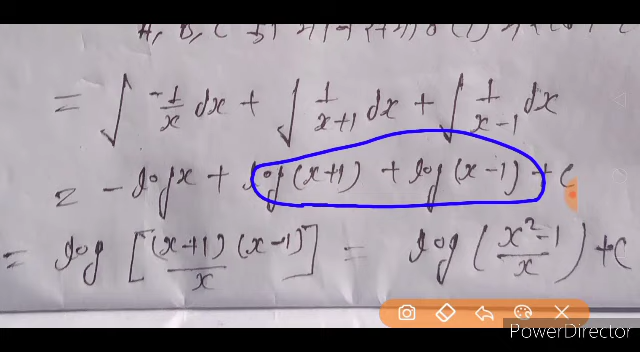 = ∫ -1/x dx + ∫ 1/x+1 dx + ∫ 1/x-1 dx
= - log x + log (x+1) + log (x-1) + C
= log [(x+1) (x-1)/x] = log (x²-1/x) + C
PowerDirector